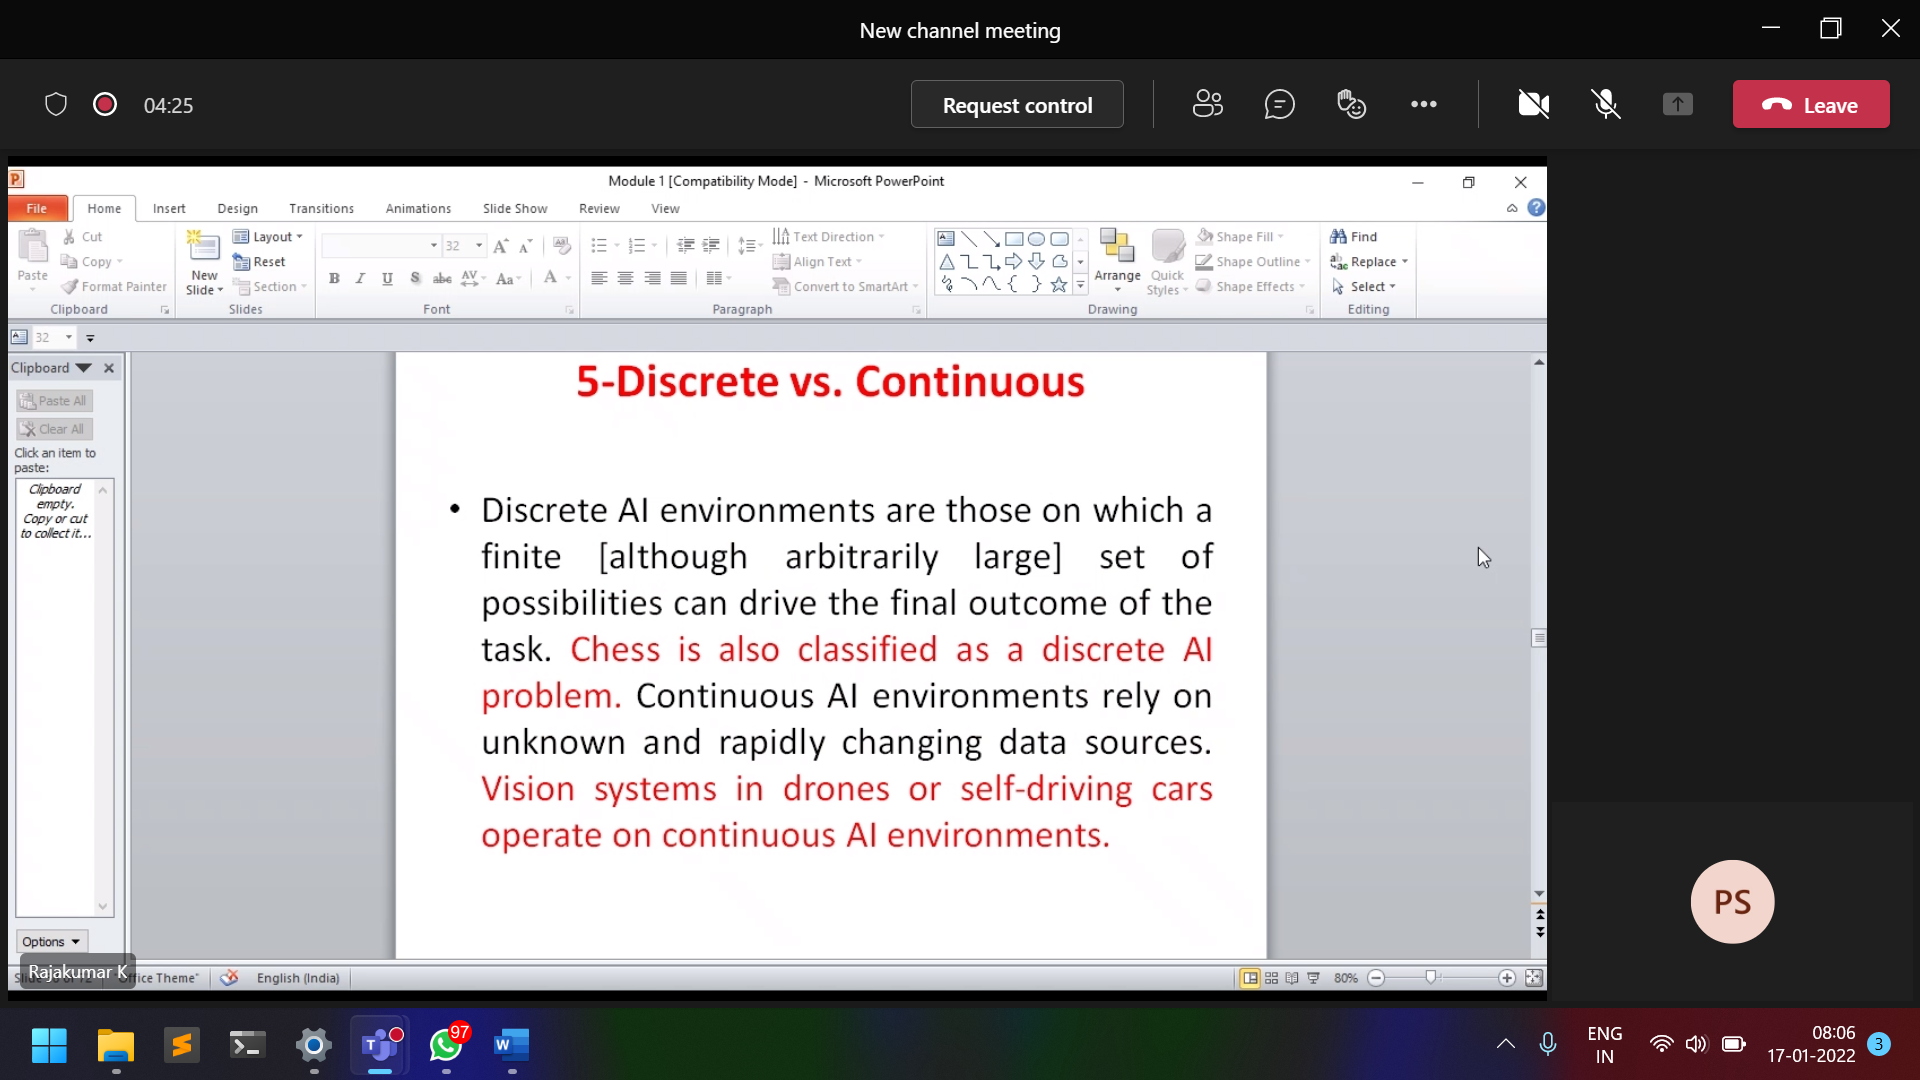 New channel meeting
04:25
Request control
Leave
Module 1 [Compatibility Mode] - Microsoft PowerPoint
File Home Insert Design Transitions Animations Slide Show Review View
Paste
Cut
Copy
Format Painter
Clipboard
New Slide
Layout
Reset
Section
Slides
32
B I U S abc AV Aa A
Font
Text Direction
Align Text
Convert to SmartArt
Paragraph
Arrange
Quick Styles
Shape Fill
Shape Outline
Shape Effects
Drawing
Find
Replace
Select
Editing
32
Clipboard
Paste All
Clear All
Click an item to
paste:
Clipboard
empty.
Copy or cut
to collect it...
Options
5-Discrete vs. Continuous
• Discrete AI environments are those on which a
finite [although arbitrarily large] set of
possibilities can drive the final outcome of the
task. Chess is also classified as a discrete AI
problem. Continuous AI environments rely on
unknown and rapidly changing data sources.
Vision systems in drones or self-driving cars
operate on continuous AI environments.
PS
Rajakumar K
Theme" English (India) 80%
97
ENG
IN
08:06
17-01-2022
3